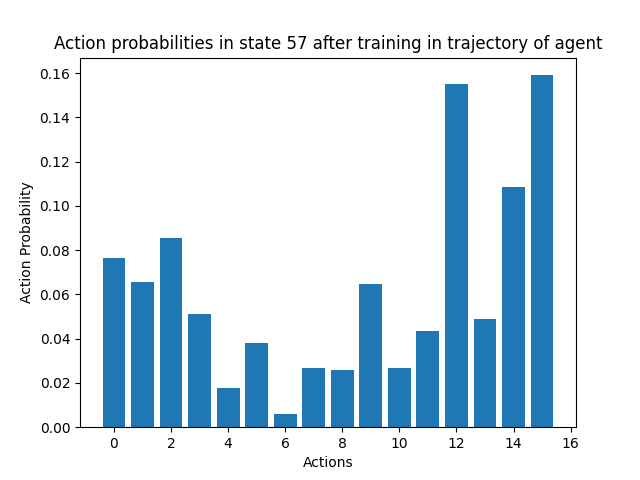 Action probabilities in state 57 after training in trajectory of agent
0.16
0.14
0.12
0.10
0.08
0.06
0.04
0.02
0.00
Action Probability
0 2 4 6 8 10 12 14 16
Actions